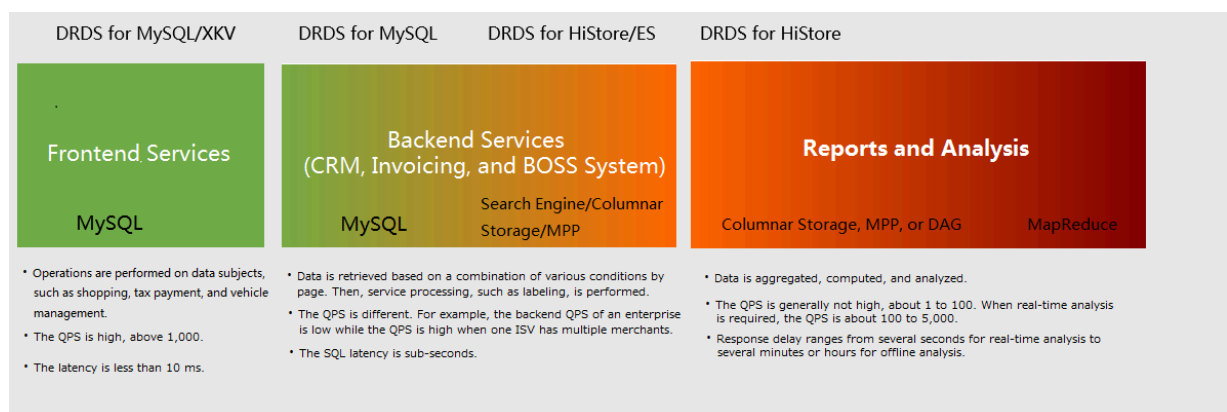 DRDS for MySQL/XKV
DRDS for MySQL
DRDS for HiStore/ES
DRDS for HiStore
Frontend Services
MySQL
Backend Services
(CRM, Invoicing, and BOSS System)
MySQL
Search Engine/Columnar
Storage/MPP
Reports and Analysis
Columnar Storage, MPP, or DAG
MapReduce
• Operations are performed on data subjects,
such as shopping, tax payment, and vehicle
management.
• The QPS is high, above 1,000.
• The latency is less than 10 ms.
• Data is retrieved based on a combination of various conditions by
page. Then, service processing, such as labeling, is performed.
• The QPS is different. For example, the backend QPS of an enterprise
is low while the QPS is high when one ISV has multiple merchants.
• The SQL latency is sub-seconds.
• Data is aggregated, computed, and analyzed.
• The QPS is generally not high, about 1 to 100. When real-time analysis
is required, the QPS is about 100 to 5,000.
• Response delay ranges from several seconds for real-time analysis to
several minutes or hours for offline analysis.